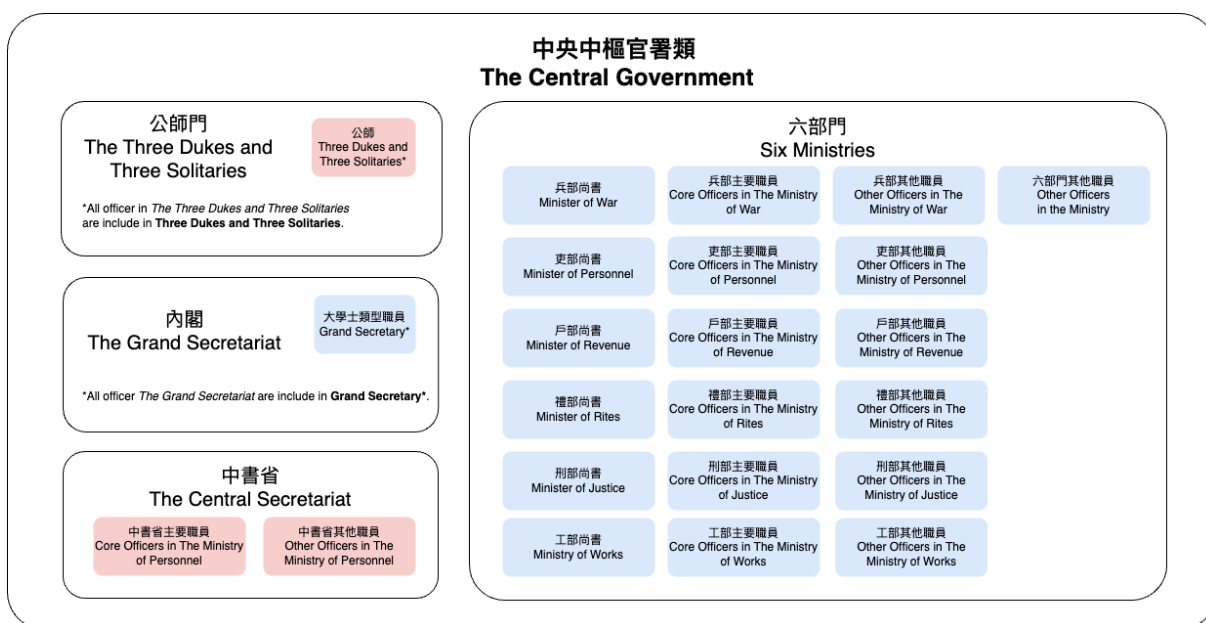 中央中樞官署類
The Central Government
公師門
The Three Dukes and
Three Solitaries
公師
Three Dukes and
Three Solitaries*
*All officer in The Three Dukes and Three Solitaries
are include in Three Dukes and Three Solitaries.
內閣
The Grand Secretariat
大學士類型職員
Grand Secretary*
*All officer The Grand Secretariat are include in Grand Secretary*.
中書省
The Central Secretariat
中書省主要職員
Core Officers in The Ministry
of Personnel
中書省其他職員
Other Officers in The
Ministry of Personnel
六部門
Six Ministries
兵部尚書
Minister of War
兵部主要職員
Core Officers in The Ministry
of War
兵部其他職員
Other Officers in The
Ministry of War
六部門其他職員
Other Officers
in the Ministry
吏部尚書
Minister of Personnel
吏部主要職員
Core Officers in The Ministry
of Personnel
吏部其他職員
Other Officers in The
Ministry of Personnel
戶部尚書
Minister of Revenue
戶部主要職員
Core Officers in The Ministry
of Revenue
戶部其他職員
Other Officers in The
Ministry of Revenue
禮部尚書
Minister of Rites
禮部主要職員
Core Officers in The Ministry
of Rites
禮部其他職員
Other Officers in The
Ministry of Rites
刑部尚書
Minister of Justice
刑部主要職員
Core Officers in The Ministry
of Justice
刑部其他職員
Other Officers in The
Ministry of Justice
工部尚書
Ministry of Works
工部主要職員
Core Officers in The Ministry
of Works
工部其他職員
Other Officers in The
Ministry of Works